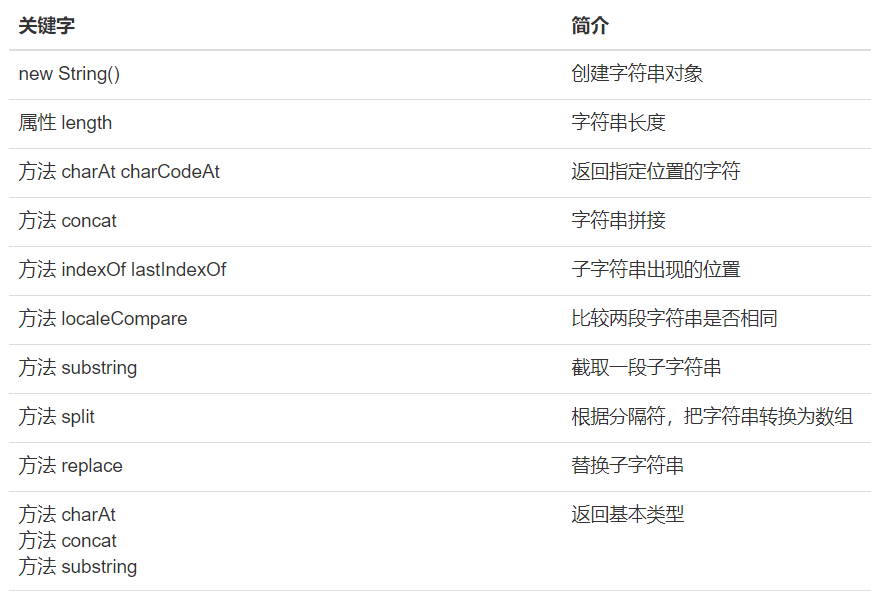 关键字 简介
new String() 创建字符串对象
属性 length 字符串长度
方法 charAt charCodeAt 返回指定位置的字符
方法 concat 字符串拼接
方法 indexOf lastIndexOf 子字符串出现的位置
方法 localeCompare 比较两段字符串是否相同
方法 substring 截取一段子字符串
方法 split 根据分隔符，把字符串转换为数组
方法 replace 替换子字符串
方法 charAt 返回基本类型
方法 concat
方法 substring